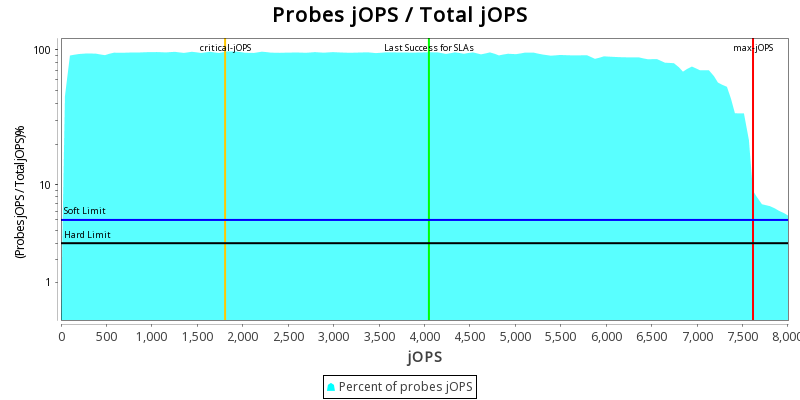 Probes jOPS / Total jOPS
(Probes jOPS / Total jOPS)%
100
10
1
critical-jOPS
Last Success for SLAs
max-jOPS
Soft Limit
Hard Limit
0 500 1,000 1,500 2,000 2,500 3,000 3,500 4,000 4,500 5,000 5,500 6,000 6,500 7,000 7,500 8,000
jOPS
Percent of probes jOPS